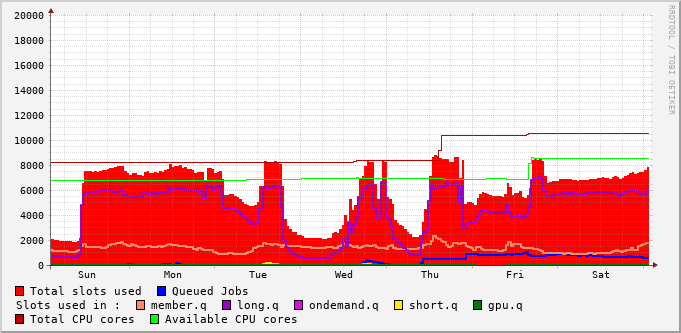 20000
18000
16000
14000
12000
10000
8000
6000
4000
2000
0
Sun Mon Tue Wed Thu Fri Sat
RRDTOOL / TOBI OETIKER
Total slots used Queued Jobs
Slots used in : member.q long.q ondemand.q short.q gpu.q
Total CPU cores Available CPU cores